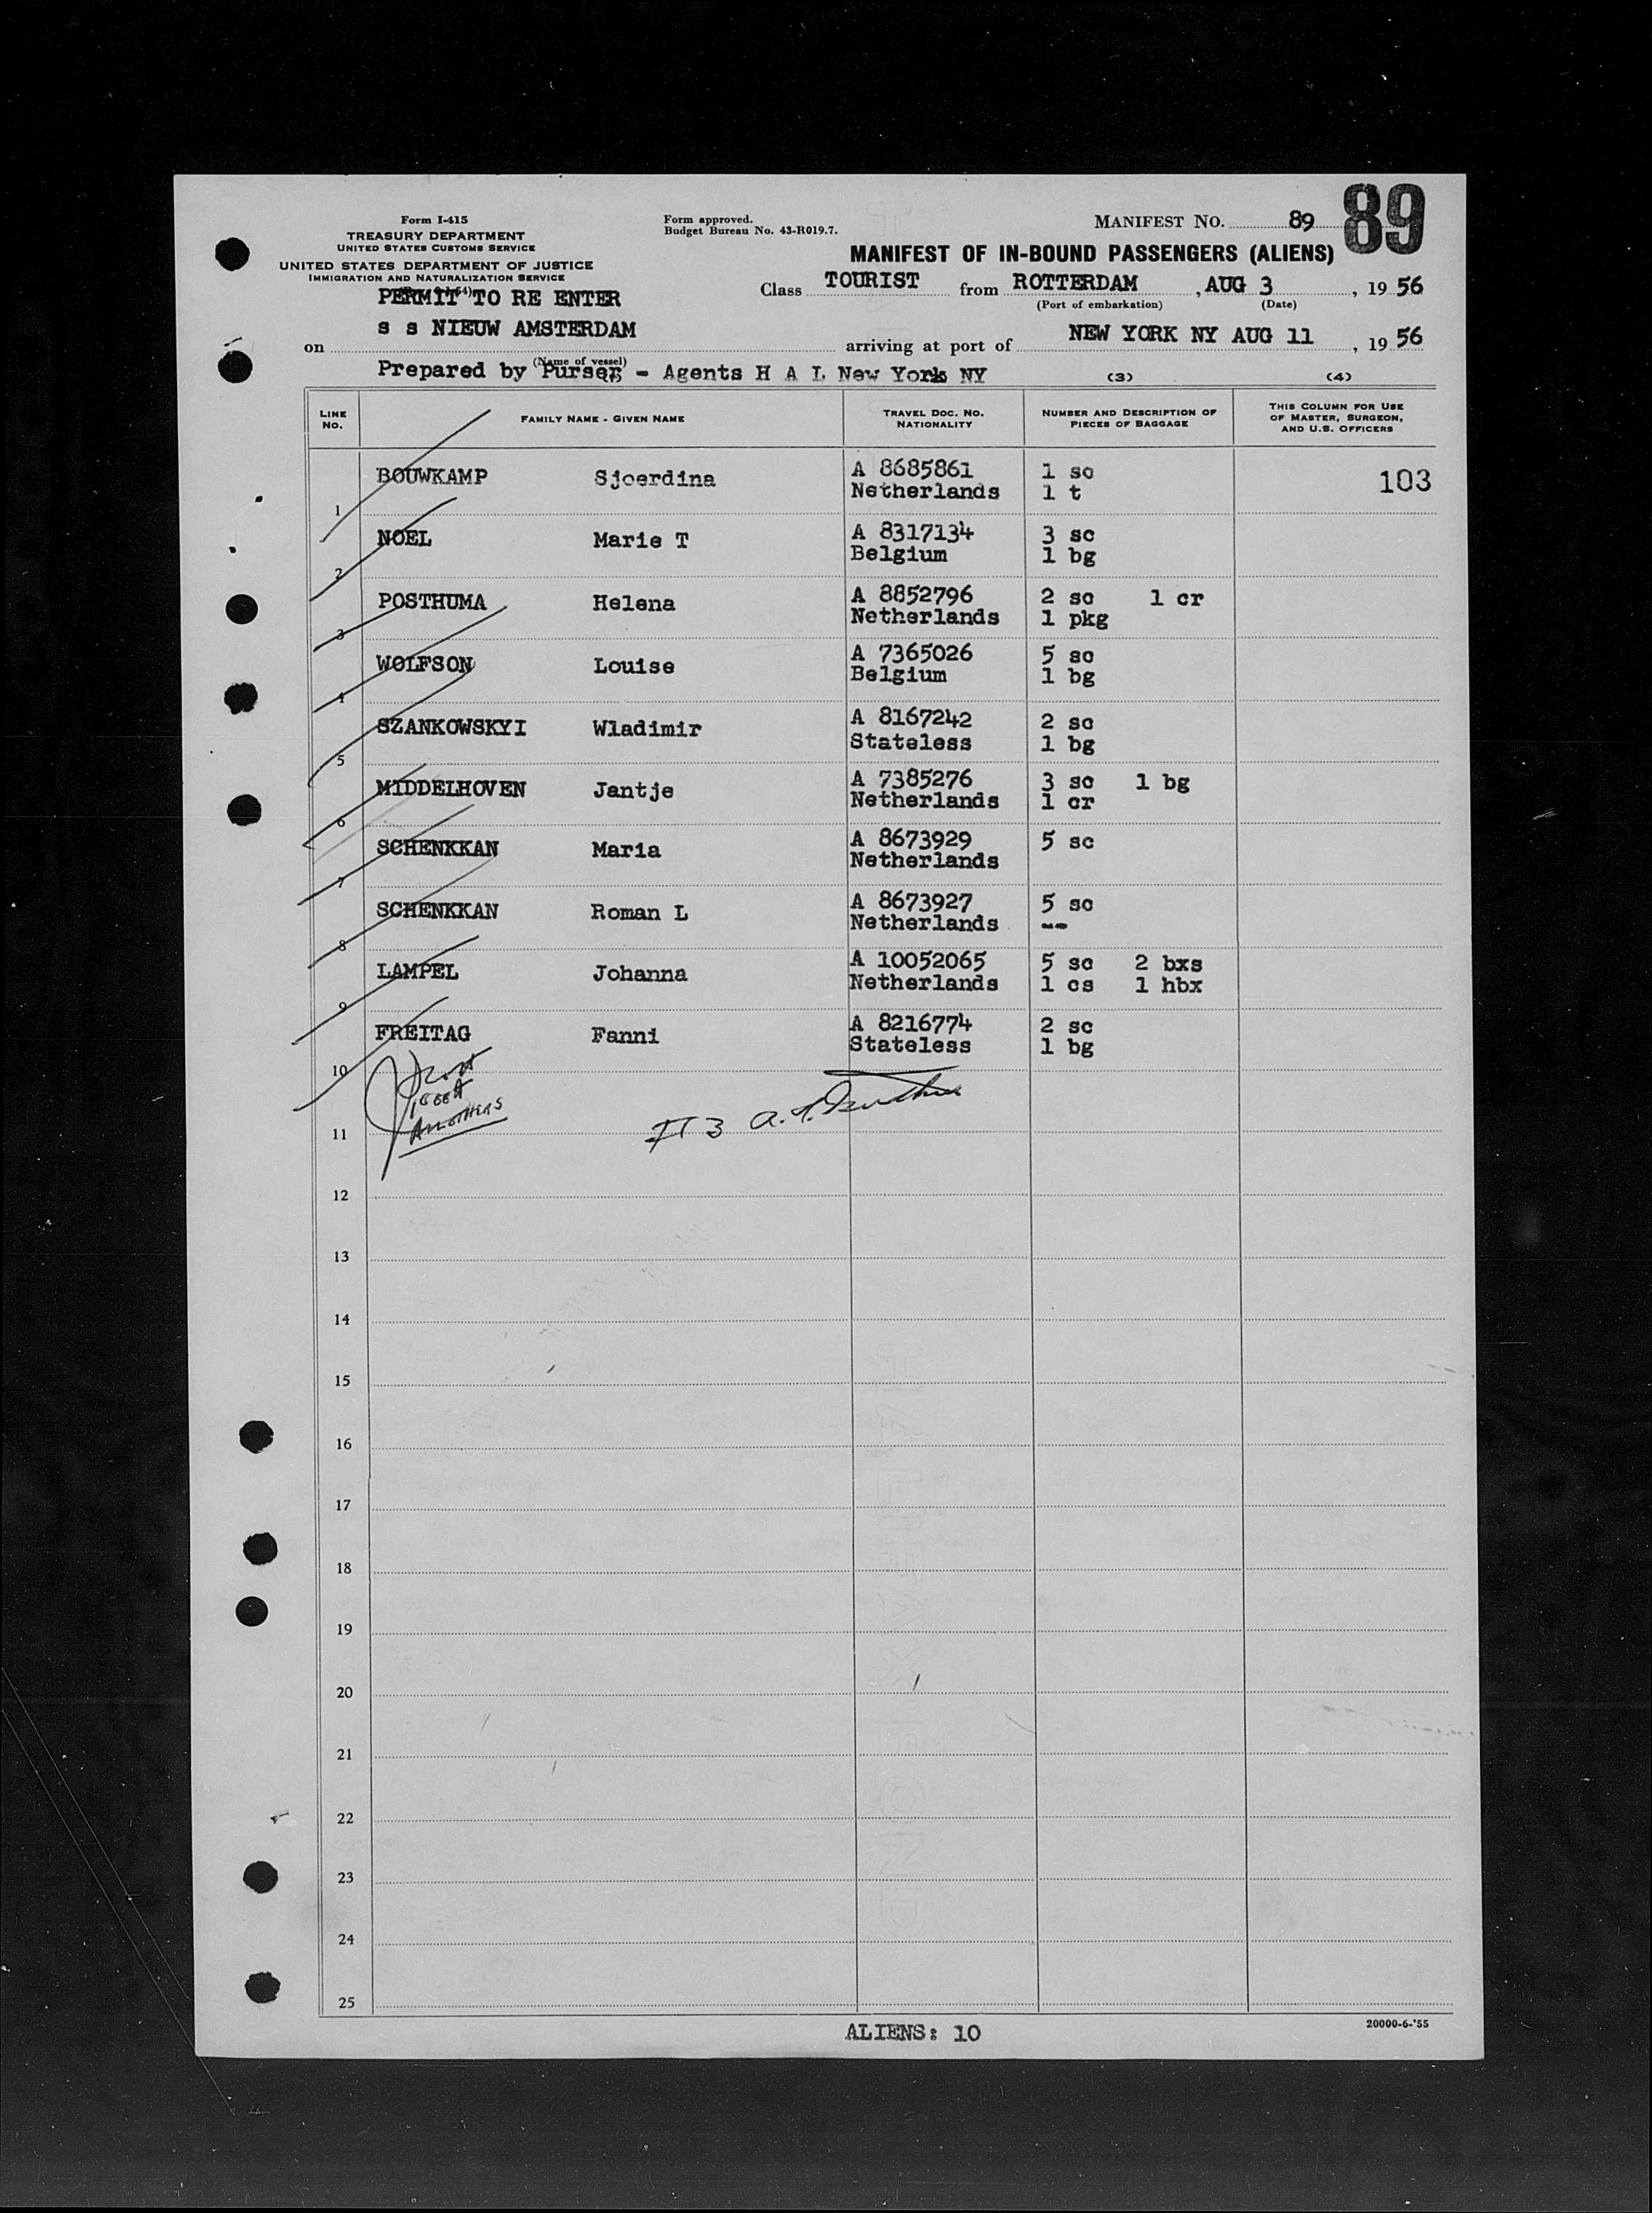 89
Form I-415
TREASURY DEPARTMENT
UNITED STATES CUSTOMS SERVICE
UNITED STATES DEPARTMENT OF JUSTICE
IMMIGRATION AND NATURALIZATION SERVICE
Form approved.
Budget Bureau No. 43-R019.7.
MANIFEST NO. 89
MANIFEST OF IN-BOUND PASSENGERS (ALIENS)
PERMIT TO RE ENTER
Class TOURIST from ROTTERDAM , AUG 3 , 19 56
(Port of embarkation) (Date)
s s NIEUW AMSTERDAM
on arriving at port of NEW YORK NY AUG 11 , 19 56
(Name of vessel)
Prepared by Purser - Agents H A L New York NY
(3) (4)
LINE NO. FAMILY NAME - GIVEN NAME TRAVEL DOC. NO. NATIONALITY NUMBER AND DESCRIPTION OF PIECES OF BAGGAGE THIS COLUMN FOR USE OF MASTER, SURGEON, AND U.S. OFFICERS
BOUWKAMP Sjoerdina A 8685861 1 sc 103
1 Netherlands 1 t
NOEL Marie T A 8317134 3 sc
2 Belgium 1 bg
POSTHUMA Helena A 8852796 2 sc 1 cr
3 Netherlands 1 pkg
WOLFSON Louise A 7365026 5 sc
4 Belgium 1 bg
SZANKOWSKYI Wladimir A 8167242 2 sc
5 Stateless 1 bg
MIDDELHOVEN Jantje A 7385276 3 sc 1 bg
6 Netherlands 1 cr
SCHENKKAN Maria A 8673929 5 sc
7 Netherlands
SCHENKKAN Roman L A 8673927 5 sc
8 Netherlands --
LAMPEL Johanna A 10052065 5 sc 2 bxs
9 Netherlands 1 cs 1 hbx
FREITAG Fanni A 8216774 2 sc
10 Stateless 1 bg
11
12
13
14
15
16
17
18
19
20
21
22
23
24
25
ALIENS: 10
20000-6-'55